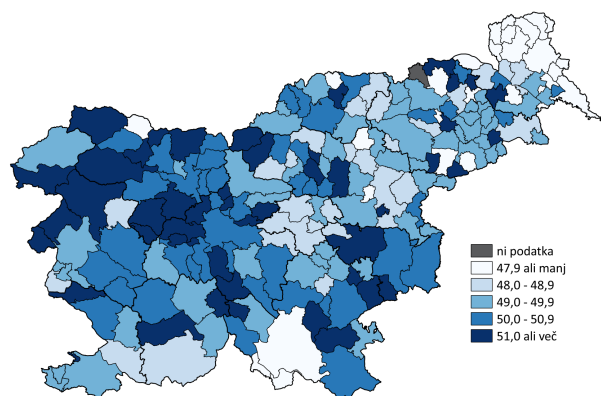 ni podatka
47,9 ali manj
48,0 - 48,9
49,0 - 49,9
50,0 - 50,9
51,0 ali več